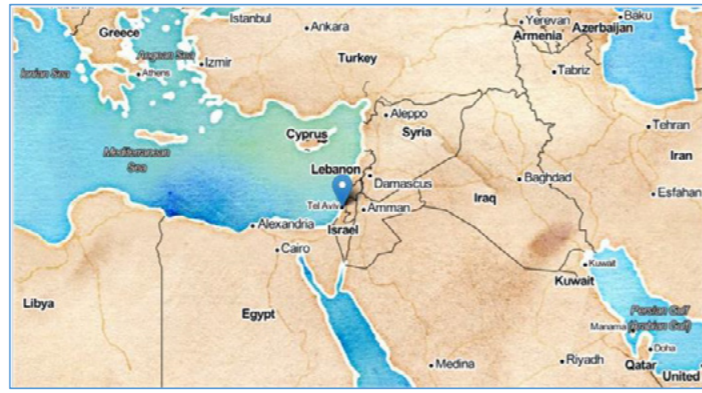 Istanbul
Ankara
Yerevan
Baku
Greece
Armenia
Azerbaijan
Aegean Sea
Izmir
Turkey
Ionian Sea
Athens
Tabriz
Aleppo
Tehran
Cyprus
Syria
Mediterranean
Sea
Iran
Lebanon
Damascus
Baghdad
Iraq
Esfahan
Tel Aviv
Amman
Alexandria
Israel
Cairo
Kuwait
Kuwait
Libya
Egypt
Persian Gulf
(Arabian Gulf)
Manama
Doha
Medina
Riyadh
Qatar
United